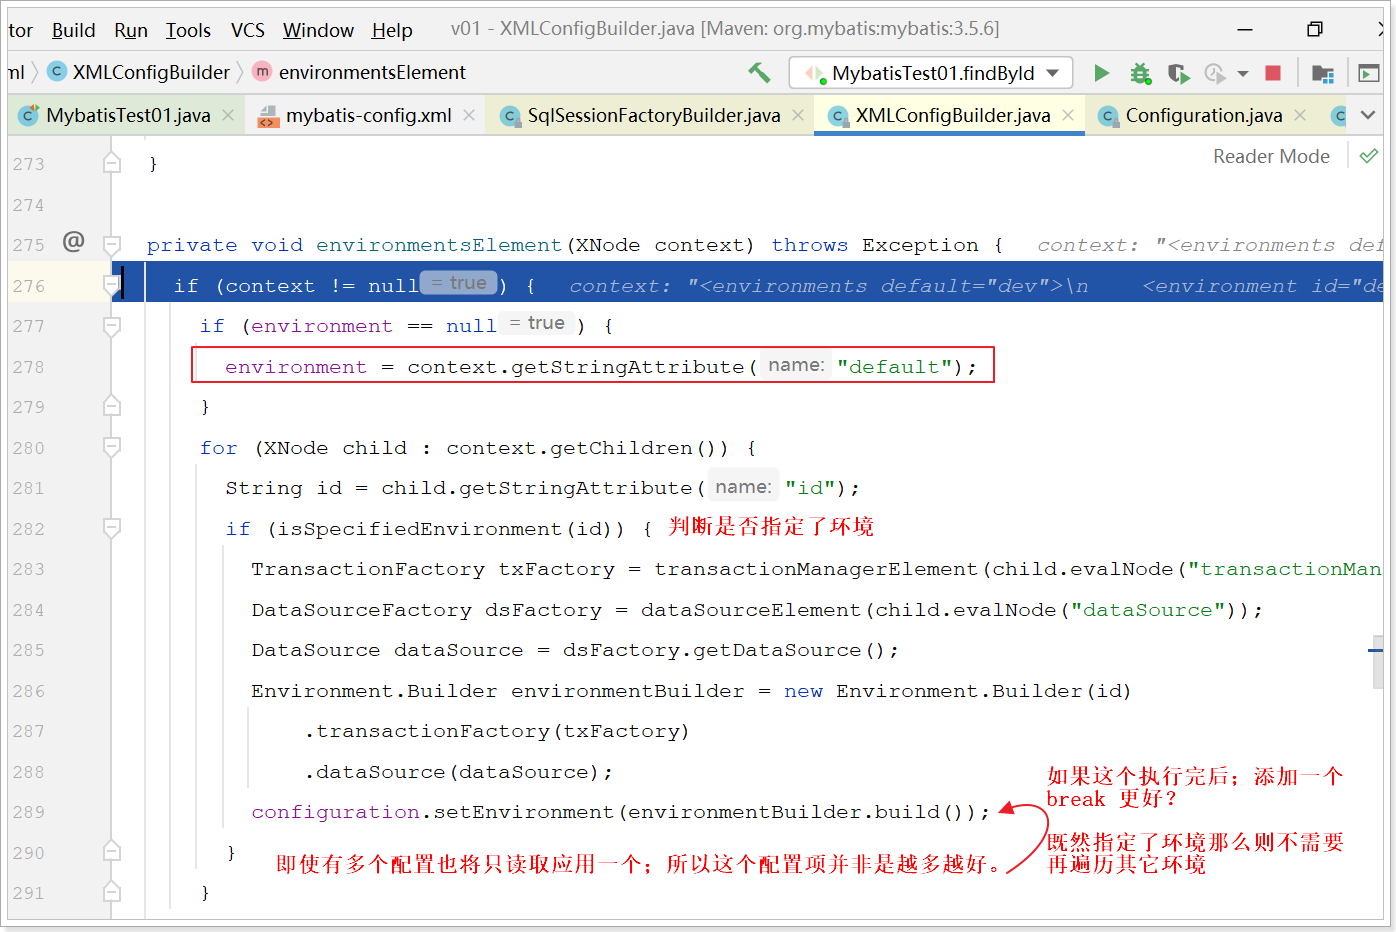 tor Build Run Tools VCS Window Help v01 - XMLConfigBuilder.java [Maven: org.mybatis:mybatis:3.5.6]
ml XMLConfigBuilder environmentsElement MybatisTest01.findById
MybatisTest01.java mybatis-config.xml SqlSessionFactoryBuilder.java XMLConfigBuilder.java Configuration.java
Reader Mode
273 }
274
275 @ private void environmentsElement(XNode context) throws Exception { context: "<environments def
276 if (context != null = true ) { context: "<environments default="dev">\n <environment id="de
277 if (environment == null = true ) {
278 environment = context.getStringAttribute( name: "default");
279 }
280 for (XNode child : context.getChildren()) {
281 String id = child.getStringAttribute( name: "id");
282 if (isSpecifiedEnvironment(id)) { 判断是否指定了环境
283 TransactionFactory txFactory = transactionManagerElement(child.evalNode("transactionMan
284 DataSourceFactory dsFactory = dataSourceElement(child.evalNode("dataSource"));
285 DataSource dataSource = dsFactory.getDataSource();
286 Environment.Builder environmentBuilder = new Environment.Builder(id)
287 .transactionFactory(txFactory)
288 .dataSource(dataSource);
如果这个执行完后；添加一个
break 更好？
289 configuration.setEnvironment(environmentBuilder.build());
既然指定了环境那么则不需要
再遍历其它环境
290 }
即使有多个配置也将只读取应用一个；所以这个配置项并非是越多越好。
291 }